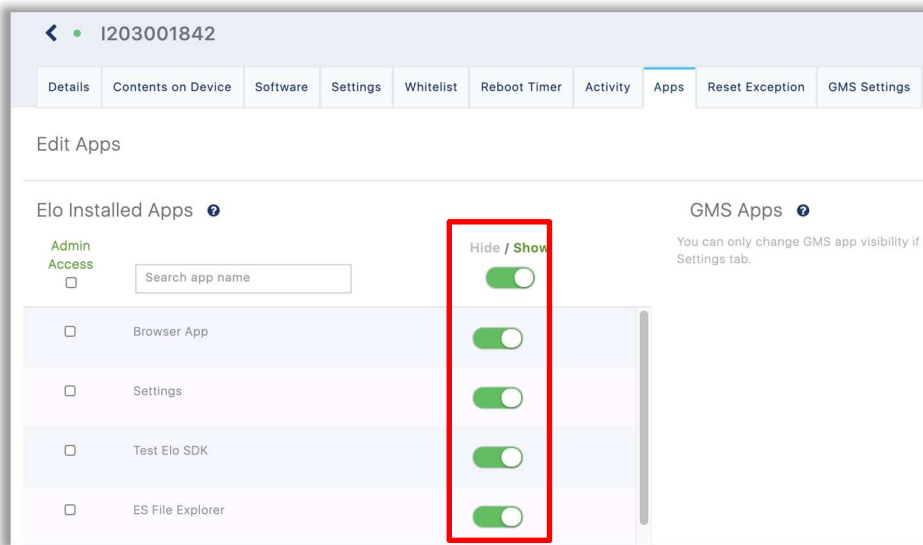 I203001842
Details Contents on Device Software Settings Whitelist Reboot Timer Activity Apps Reset Exception GMS Settings
Edit Apps
Elo Installed Apps ?
GMS Apps ?
Admin Access
Search app name
Hide / Show
You can only change GMS app visibility if
Settings tab.
Browser App
Settings
Test Elo SDK
ES File Explorer